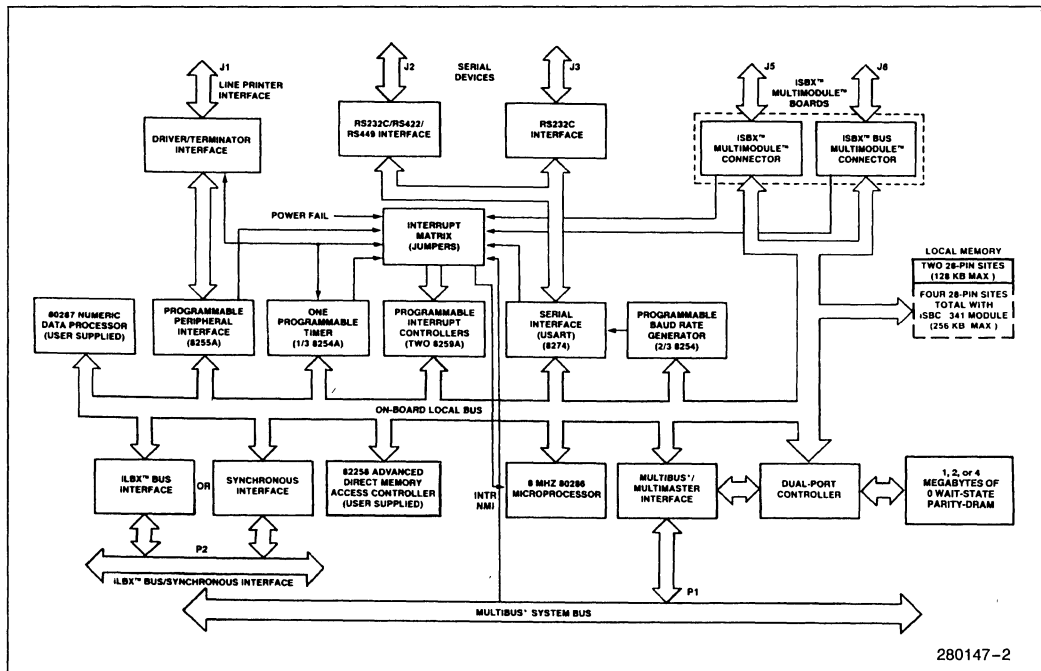 J1
LINE PRINTER
INTERFACE
J2
SERIAL
DEVICES
J3
J5
J6
iSBX™
MULTIMODULE™
BOARDS
DRIVER/TERMINATOR
INTERFACE
RS232C/RS422/
RS449 INTERFACE
RS232C
INTERFACE
iSBX™
MULTIMODULE™
CONNECTOR
iSBX™ BUS
MULTIMODULE™
CONNECTOR
POWER FAIL
INTERRUPT
MATRIX
(JUMPERS)
LOCAL MEMORY
TWO 28-PIN SITES
(128 KB MAX )
FOUR 28-PIN SITES
TOTAL WITH
iSBC 341 MODULE
(256 KB MAX )
80287 NUMERIC
DATA PROCESSOR
(USER SUPPLIED)
PROGRAMMABLE
PERIPHERAL
INTERFACE
(8255A)
ONE
PROGRAMMABLE
TIMER
(1/3 8254A)
PROGRAMMABLE
INTERRUPT
CONTROLLERS
(TWO 8259A)
SERIAL
INTERFACE
(USART)
(8274)
PROGRAMMABLE
BAUD RATE
GENERATOR
(2/3 8254)
ON-BOARD LOCAL BUS
iLBX™ BUS
INTERFACE
OR
SYNCHRONOUS
INTERFACE
82258 ADVANCED
DIRECT MEMORY
ACCESS CONTROLLER
(USER SUPPLIED)
INTR
NMI
8 MHZ 80286
MICROPROCESSOR
MULTIBUS*/
MULTIMASTER
INTERFACE
DUAL-PORT
CONTROLLER
1, 2, or 4
MEGABYTES OF
0 WAIT-STATE
PARITY-DRAM
P2
iLBX™ BUS/SYNCHRONOUS INTERFACE
P1
MULTIBUS* SYSTEM BUS
280147-2